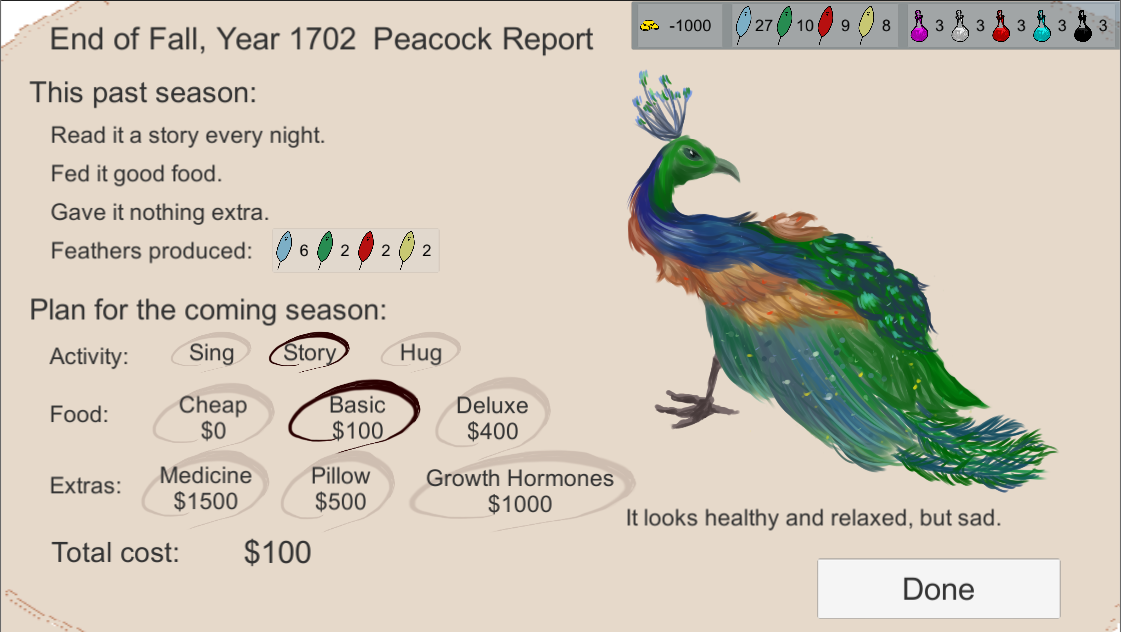 End of Fall, Year 1702 Peacock Report
-1000 27 10 9 8 3 3 3 3 3
This past season:
Read it a story every night.
Fed it good food.
Gave it nothing extra.
Feathers produced: 6 2 2 2
Plan for the coming season:
Activity: Sing Story Hug
Food: Cheap Basic Deluxe
$0 $100 $400
Extras: Medicine Pillow Growth Hormones
$1500 $500 $1000
It looks healthy and relaxed, but sad.
Total cost: $100
Done